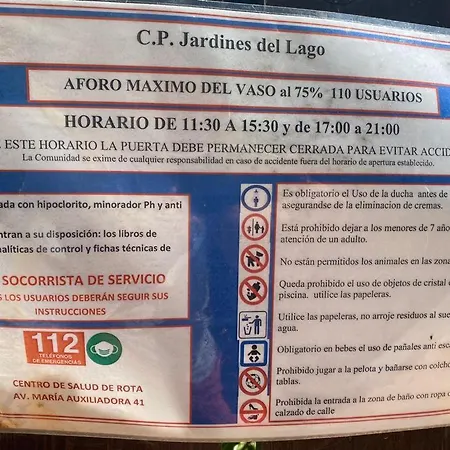 C.P. Jardines del Lago
AFORO MAXIMO DEL VASO al 75% 110 USUARIOS
HORARIO DE 11:30 A 15:30 y de 17:00 a 21:00
E ESTE HORARIO LA PUERTA DEBE PERMANECER CERRADA PARA EVITAR ACCID
La Comunidad se exime de cualquier responsabilidad en caso de accidente fuera del horario de apertura establecido.
ada con hipoclorito, minorador Ph y anti
ntran a su disposición: los libros de
nalíticas de control y fichas técnicas de
SOCORRISTA DE SERVICIO
S LOS USUARIOS DEBERÁN SEGUIR SUS
INSTRUCCIONES
112
TELÉFONOS
DE EMERGENCIAS
CENTRO DE SALUD DE ROTA
AV. MARÍA AUXILIADORA 41
Es obligatorio el Uso de la ducha antes de
asegurandse de la eliminacion de cremas.
Está prohibido dejar a los menores de 7 año
atención de un adulto.
No están permitidos los animales en las zona
Queda prohibido el uso de objetos de cristal e
piscina. utilice las papeleras.
Utilice las papeleras, no arroje residuos al sue
agua.
Obligatorio en bebes el uso de pañales anti esca
Prohibido jugar a la pelota y bañarse con colcho
tablas.
Prohibida la entrada a la zona de baño con ropa o
calzado de calle